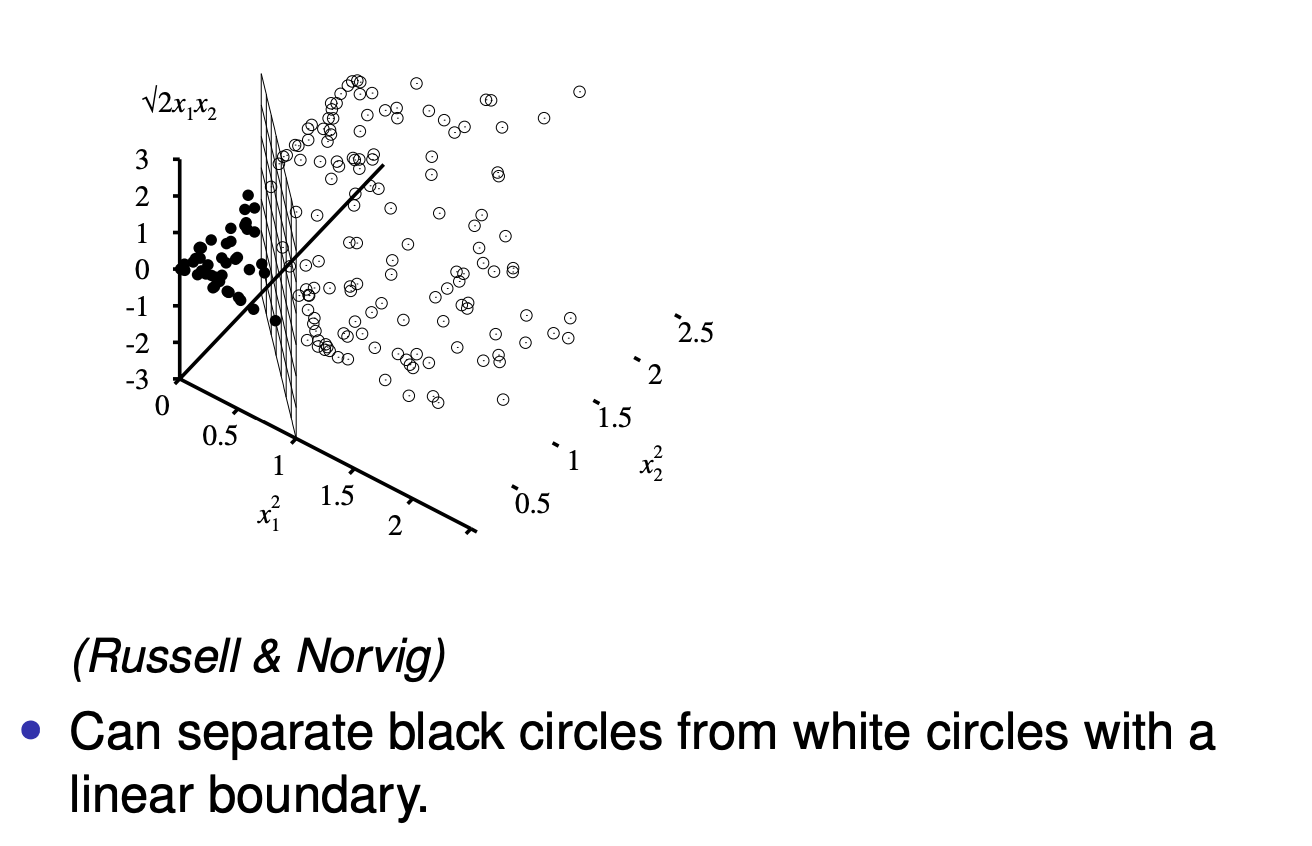 √2x₁x₂
3
2
1
0
-1
-2
-3
0
0.5
1
1.5
2
x₁²
0.5
1
1.5
2
2.5
x₂²
(Russell & Norvig)
• Can separate black circles from white circles with a
linear boundary.